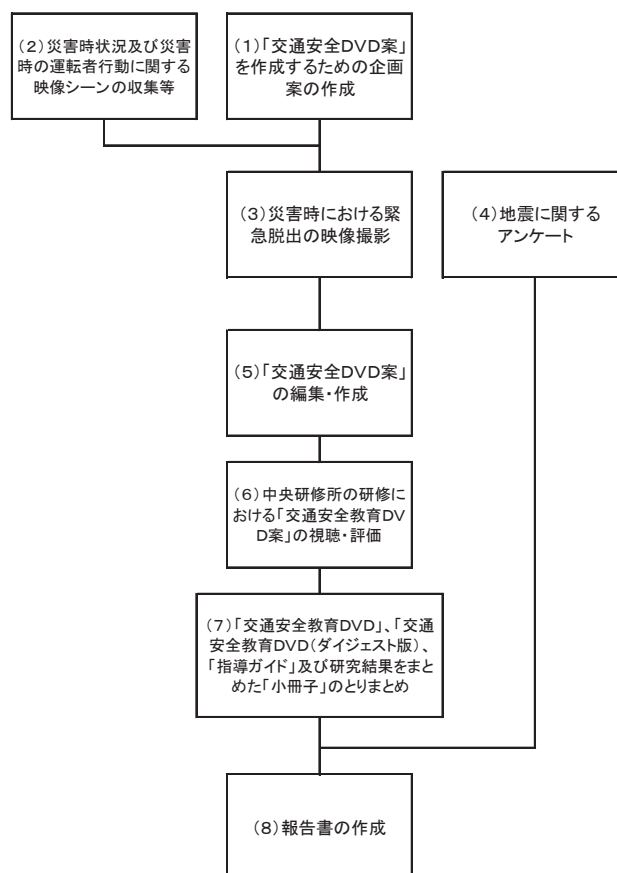 (2)災害時状況及び災害
時の運転者行動に関する
映像シーンの収集等
(1)「交通安全DVD案」
を作成するための企画
案の作成
(3)災害時における緊
急脱出の映像撮影
(4)地震に関する
アンケート
(5)「交通安全DVD案」
の編集・作成
(6)中央研修所の研修に
おける「交通安全教育DV
D案」の視聴・評価
(7)「交通安全教育DVD」、「交通
安全教育DVD(ダイジェスト版)、
「指導ガイド」及び研究結果をまと
めた「小冊子」のとりまとめ
(8)報告書の作成